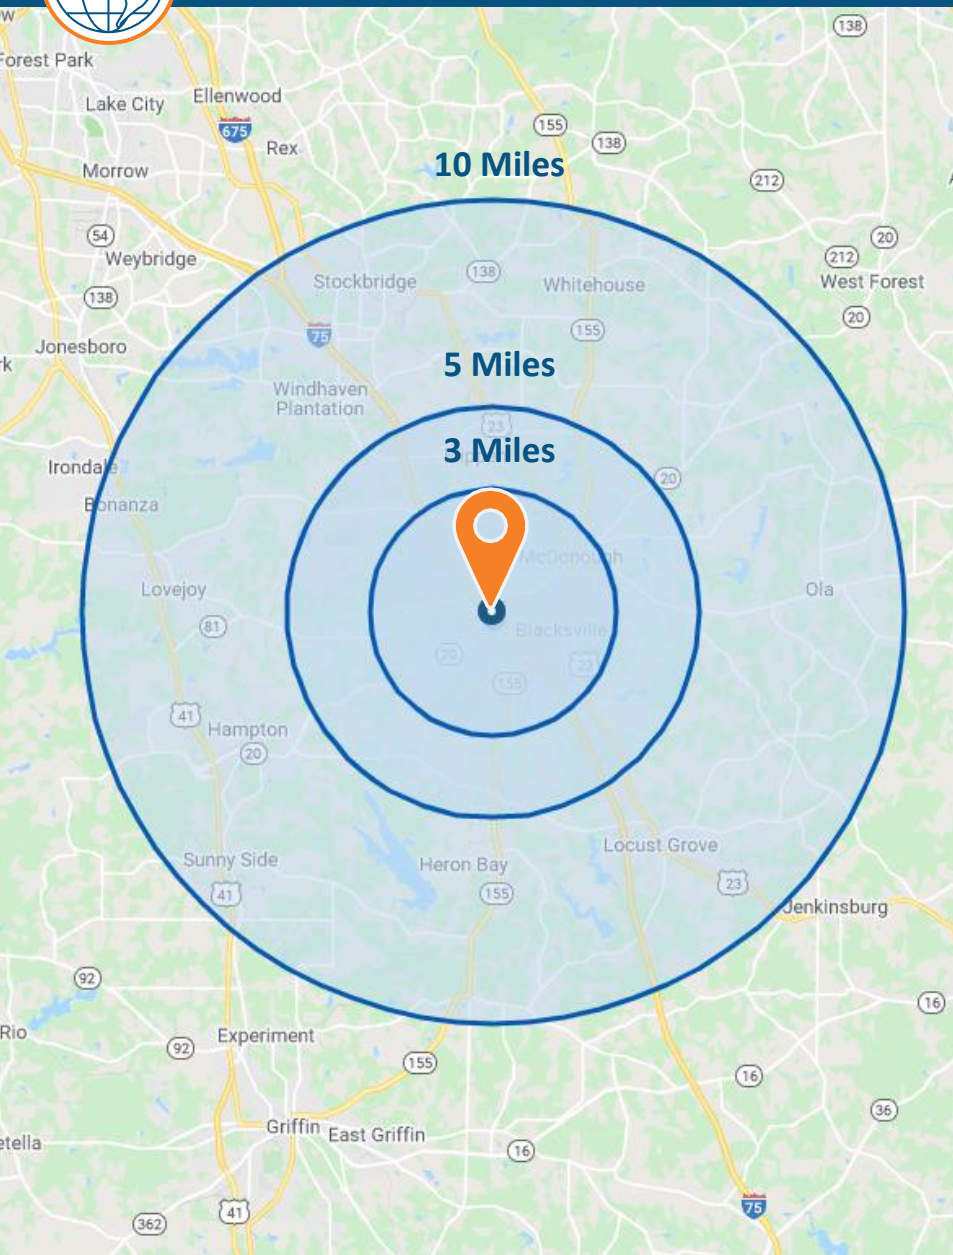 138
Forest Park
Lake City
Ellenwood
155
675
138
Rex
10 Miles
Morrow
212
54
20
Weybridge
212
Stockbridge
138
Whitehouse
West Forest
138
20
155
75
Jonesboro
5 Miles
Windhaven
Plantation
23
3 Miles
Irondale
20
Bonanza
McDonough
Lovejoy
Ola
81
Blacksville
20
23
155
41
Hampton
20
Locust Grove
Sunny Side
Heron Bay
23
41
155
Jenkinsburg
92
16
Rio
Experiment
92
155
16
36
Griffin
East Griffin
etella
16
75
41
362